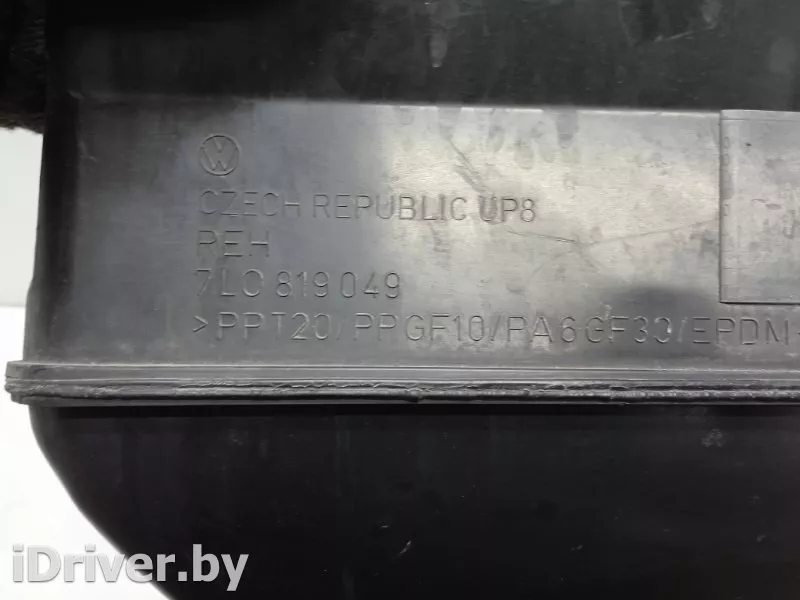 CZECH REPUBLIC UP8
PEH
7L0 819 049
>PPT20/PPGF10/PA6GF30/EPDM
iDriver.by